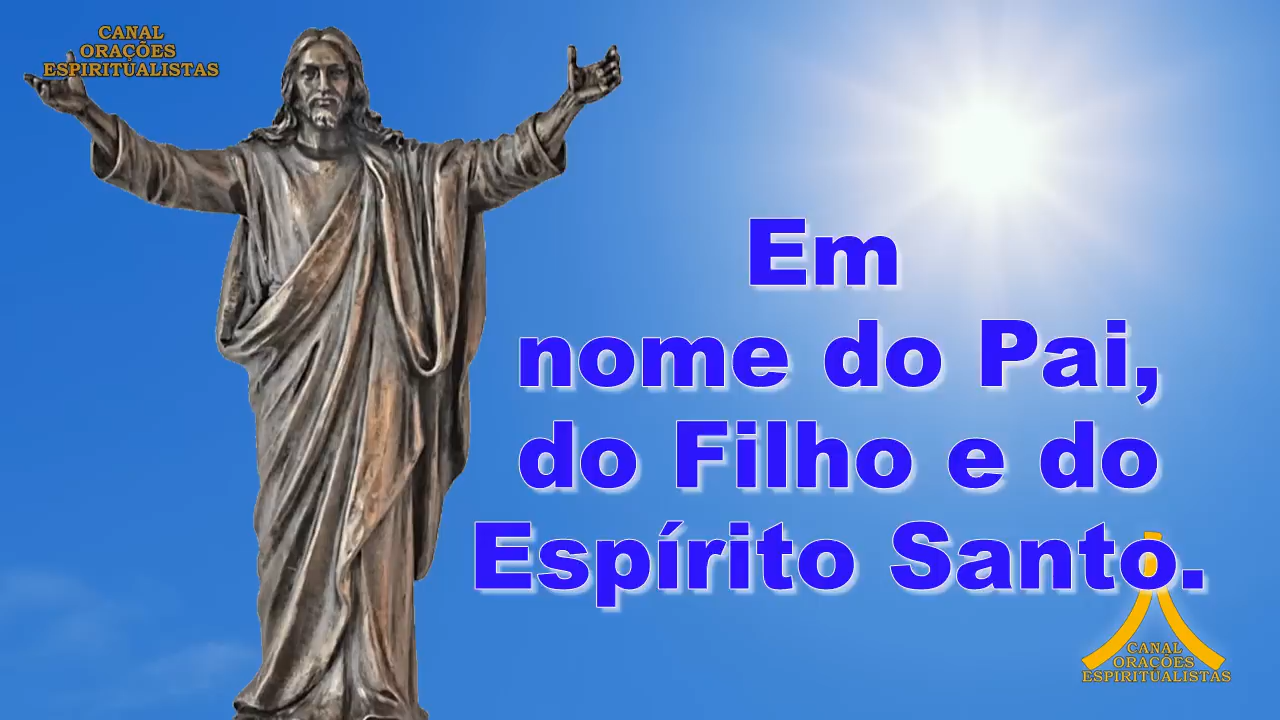 CANAL
ORAÇÕES
ESPIRITUALISTAS
Em
nome do Pai,
do Filho e do
Espírito Santo.
CANAL
ORAÇÕES
ESPIRITUALISTAS